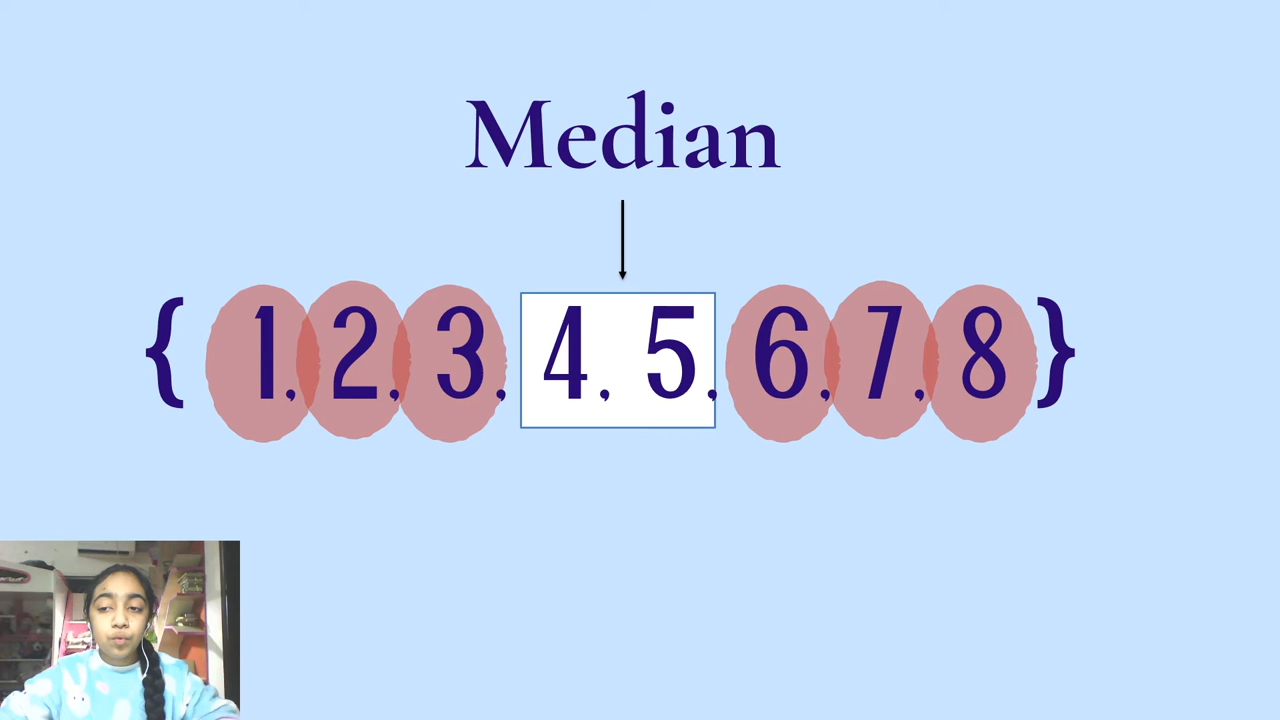 Median
{ 1, 2, 3, 4, 5, 6, 7, 8 }